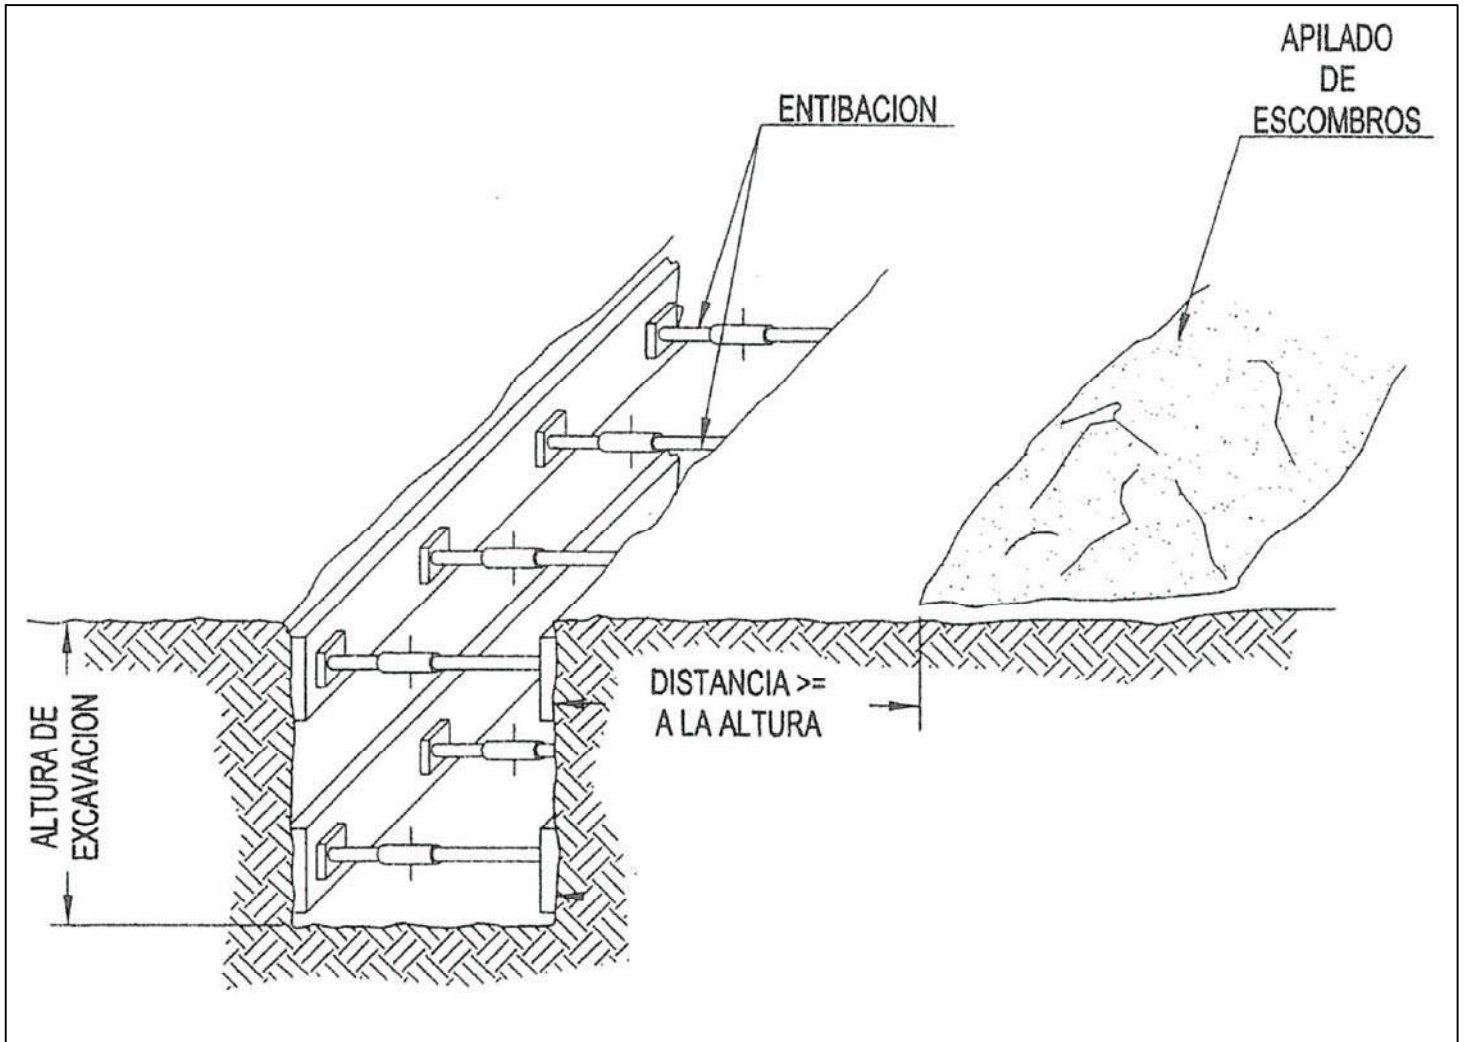 APILADO
DE
ESCOMBROS
ENTIBACION
DISTANCIA >=
A LA ALTURA
ALTURA DE
EXCAVACION